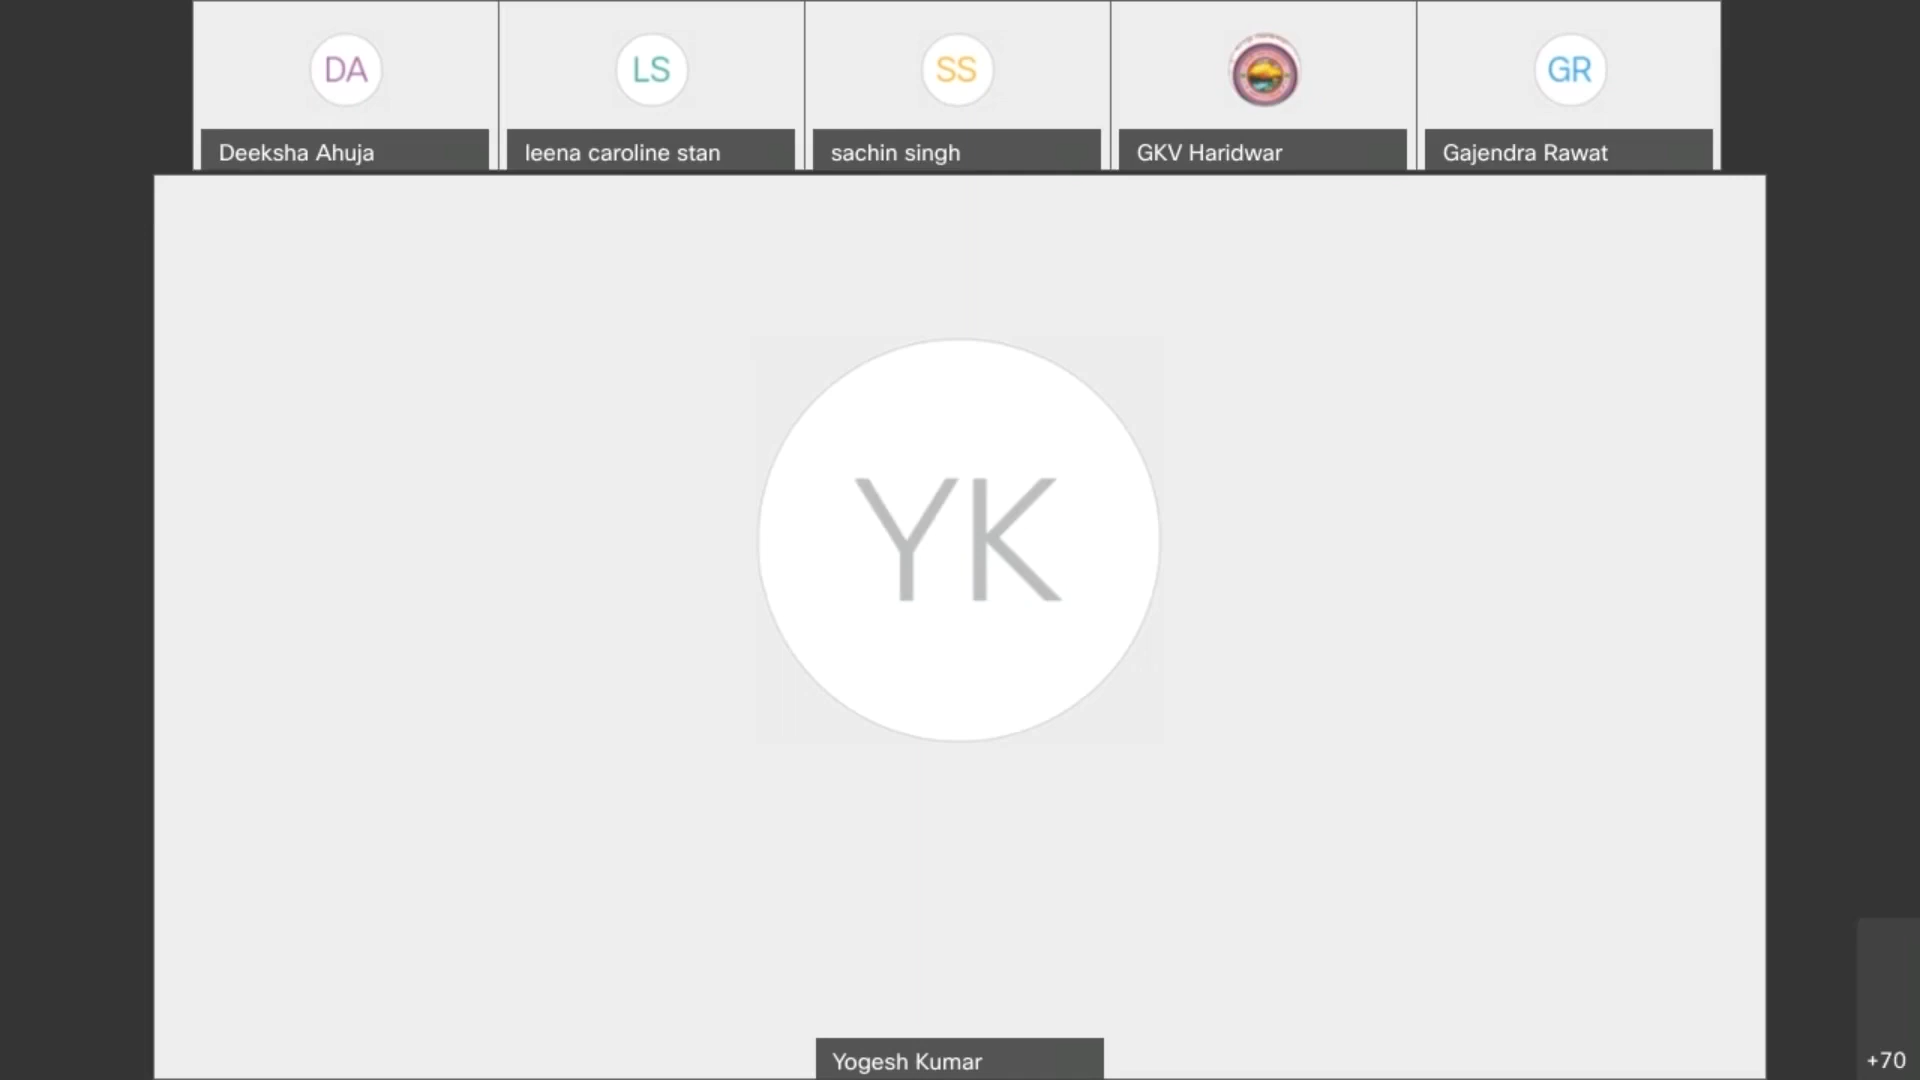 DA
LS
SS
GR
Deeksha Ahuja
leena caroline stan
sachin singh
GKV Haridwar
Gajendra Rawat
YK
Yogesh Kumar
+70